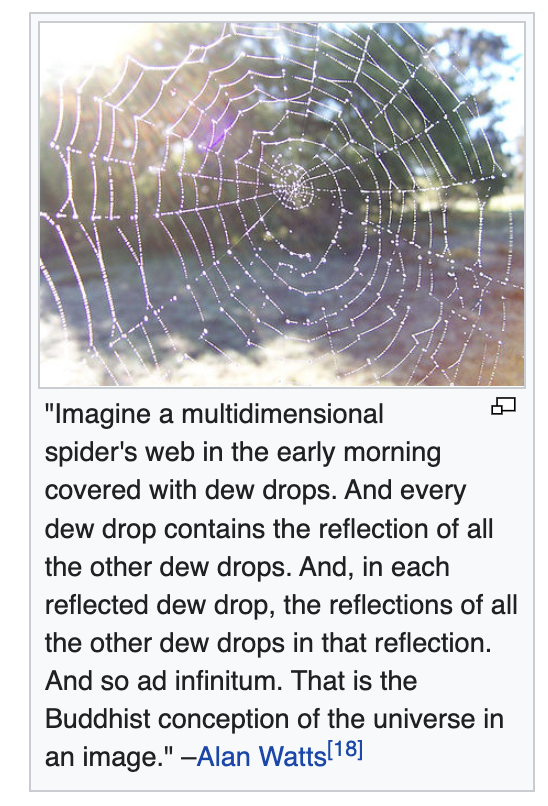 "Imagine a multidimensional
spider's web in the early morning
covered with dew drops. And every
dew drop contains the reflection of all
the other dew drops. And, in each
reflected dew drop, the reflections of all
the other dew drops in that reflection.
And so ad infinitum. That is the
Buddhist conception of the universe in
an image." –Alan Watts[18]